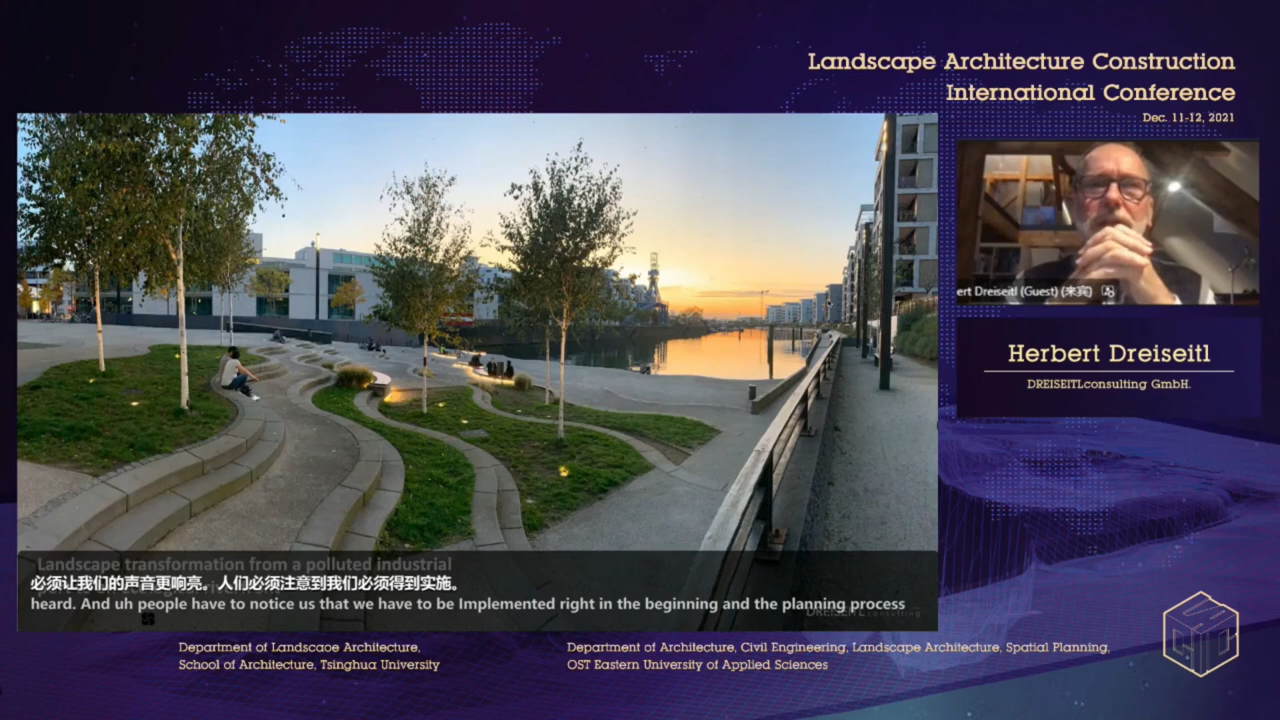 Landscape Architecture Construction
International Conference
Dec. 11-12, 2021
ert Dreiseitl (Guest) (来宾)
Herbert Dreiseitl
DREISEITLconsulting GmbH.
Landscape transformation from a polluted industrial
必须让我们的声音更响亮。人们必须注意到我们必须得到实施。
heard. And uh people have to notice us that we have to be Implemented right in the beginning and the planning process
DREISEITLconsulting
Department of Landscaoe Architecture,
School of Architecture, Tsinghua University
Department of Architecture, Civil Engineering, Landscape Architecture, Spatial Planning,
OST Eastern University of Applied Sciences